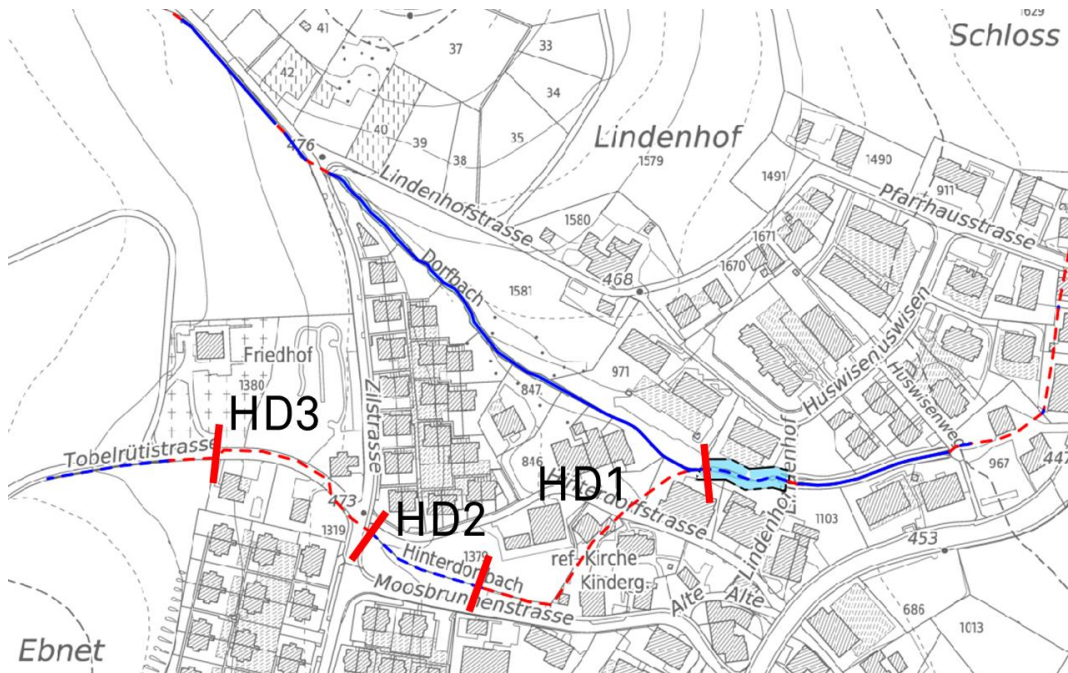 1629
Schloss
41
37
33
42
34
40
39
35
38
476
Lindenhof
1579
1490
1491
911
Lindenhofstrasse
Pfarrhausstrasse
1580
1671
Dorfbach
468
1670
1581
Huswisen
Huswisenweg
Friedhof
1380
Zilstrasse
971
847
HD3
Tobelrütistrasse
846
HD1
Hinterdorfstrasse
Lindenhof
967
447
473
HD2
1319
1103
453
Hinterdorfbach
1379
ref. Kirche
Kinderg.
Moosbrunnenstrasse
Alte
Alte
686
1013
Ebnet